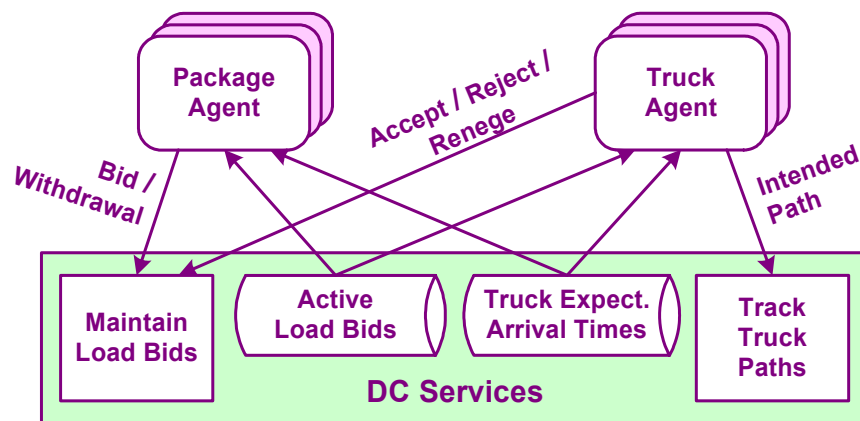 Package
Agent
Truck
Agent
Accept / Reject /
Renege
Bid /
Withdrawal
Intended
Path
Maintain
Load Bids
Active
Load Bids
Truck Expect.
Arrival Times
Track
Truck
Paths
DC Services